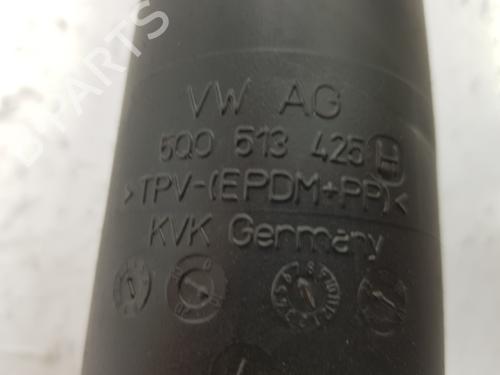 VW AG
5Q0 513 425 H
>TPV-(EPDM+PP)<
KVK Germany